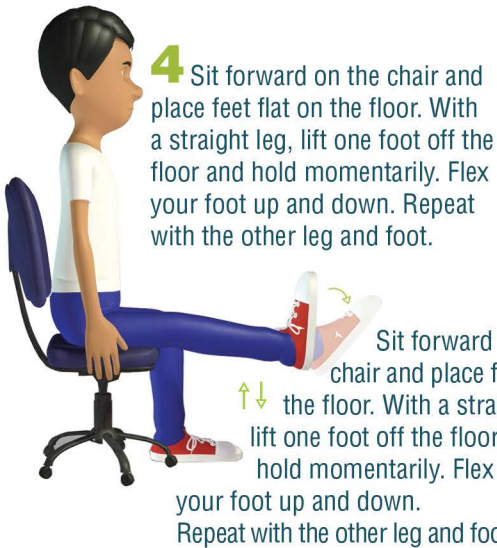 4 Sit forward on the chair and
place feet flat on the floor. With
a straight leg, lift one foot off the
floor and hold momentarily. Flex
your foot up and down. Repeat
with the other leg and foot.
Sit forward
chair and place
the floor. With a
lift one foot off the floor
hold momentarily. Flex
your foot up and down.
Repeat with the other leg and